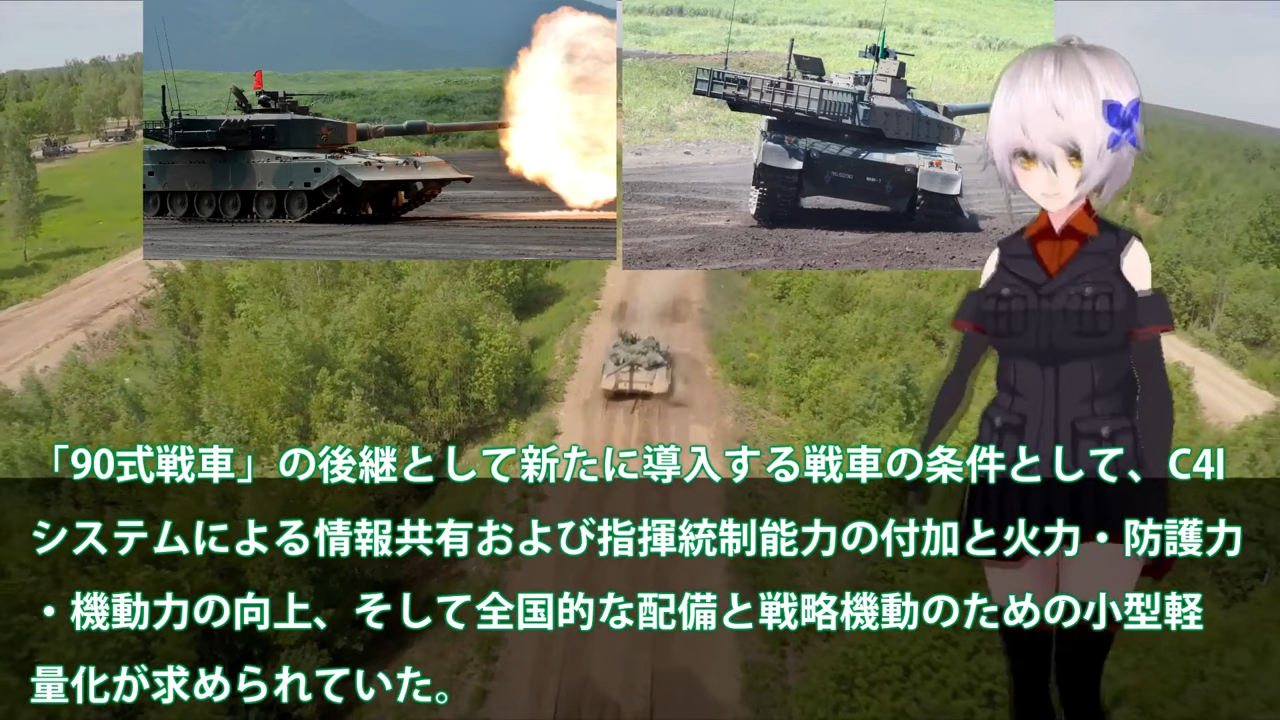 「90式戦車」の後継として新たに導入する戦車の条件として、C4I
システムによる情報共有および指揮統制能力の付加と火力・防護力
・機動力の向上、そして全国的な配備と戦略機動のための小型軽
量化が求められていた。